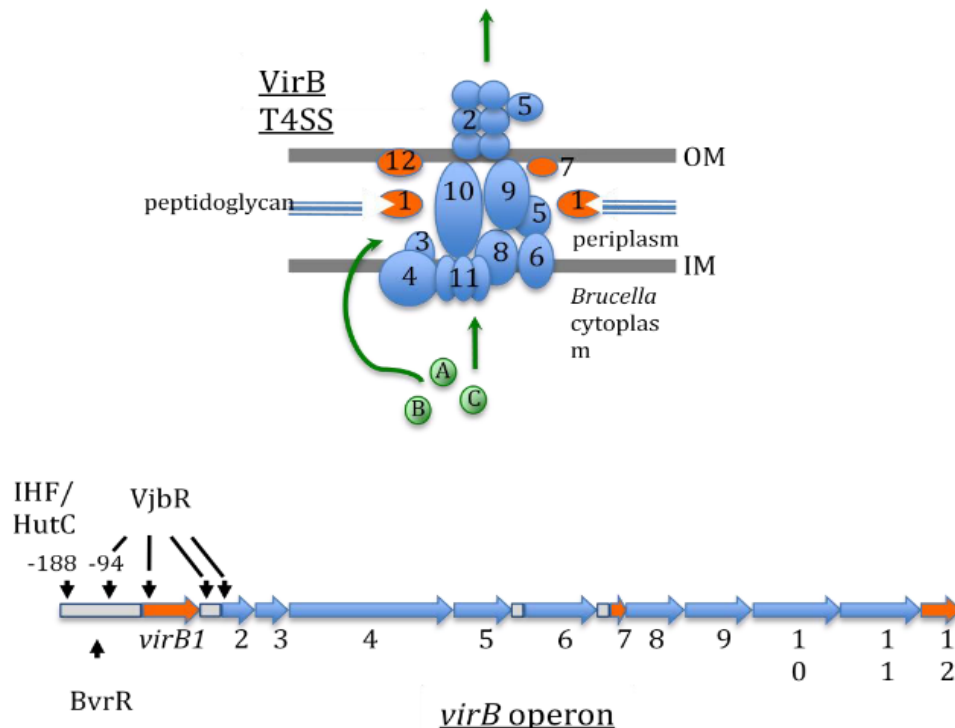 VirB
T4SS
2
5
OM
12
7
10
9
peptidoglycan
1
1
5
periplasm
3
8
6
IM
4
11
Brucella
cytoplas
m
A
B
C
IHF/
HutC
VjbR
-188
-94
virB1
2
3
4
5
6
7
8
9
1
0
1
1
1
2
BvrR
virB operon